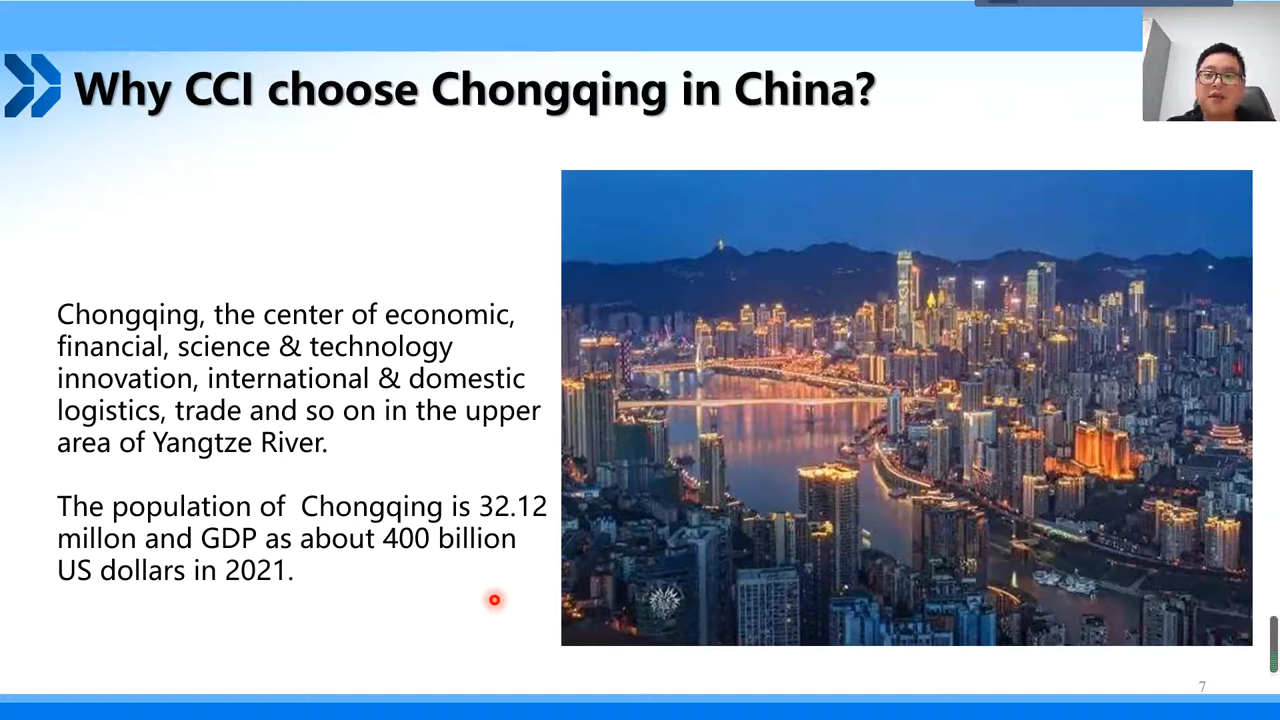 Why CCI choose Chongqing in China?
Chongqing, the center of economic,
financial, science & technology
innovation, international & domestic
logistics, trade and so on in the upper
area of Yangtze River.
The population of  Chongqing is 32.12
millon and GDP as about 400 billion
US dollars in 2021.
7